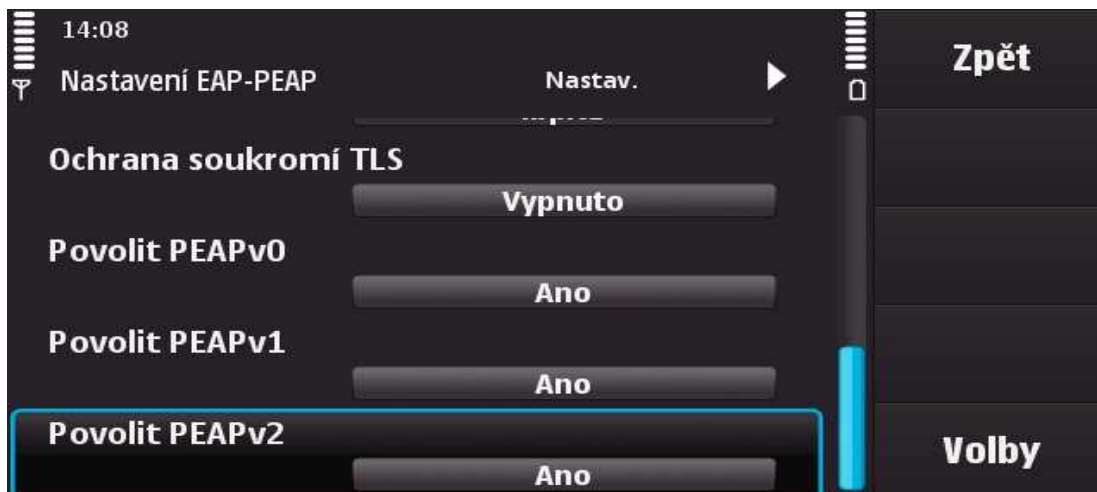 14:08
Nastavení EAP-PEAP
Nastav.
Zpět
Ochrana soukromí TLS
Vypnuto
Povolit PEAPv0
Ano
Povolit PEAPv1
Ano
Povolit PEAPv2
Ano
Volby